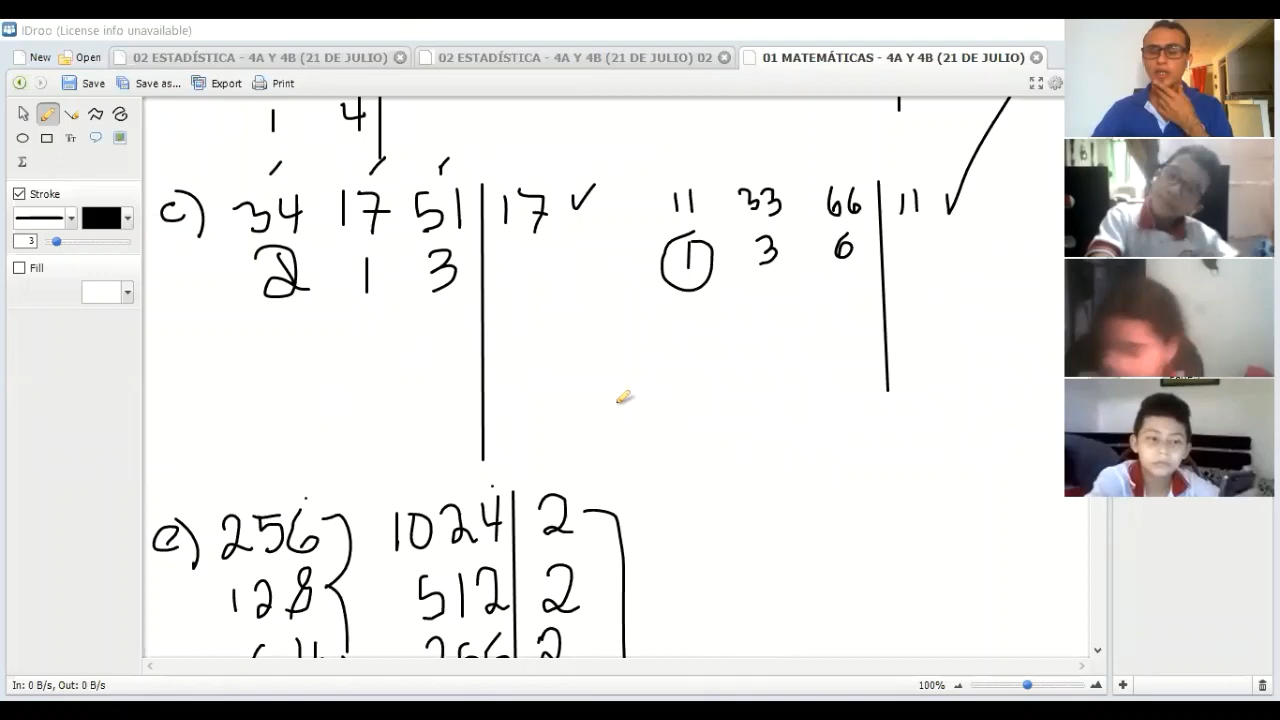 IDroo (License info unavailable)
New Open 02 ESTADÍSTICA - 4A Y 4B (21 DE JULIO) 02 ESTADÍSTICA - 4A Y 4B (21 DE JULIO) 02 01 MATEMÁTICAS - 4A Y 4B (21 DE JULIO)
Save Save as... Export Print
1 4
c) 34 17 51 | 17 ✓ 11 33 66 | 11 ✓
2 1 3 1 3 6
Tт
Σ
Stroke
3
Fill
e) 256 1024 | 2
128 512 | 2
256 2
In: 0 B/s, Out: 0 B/s 100%